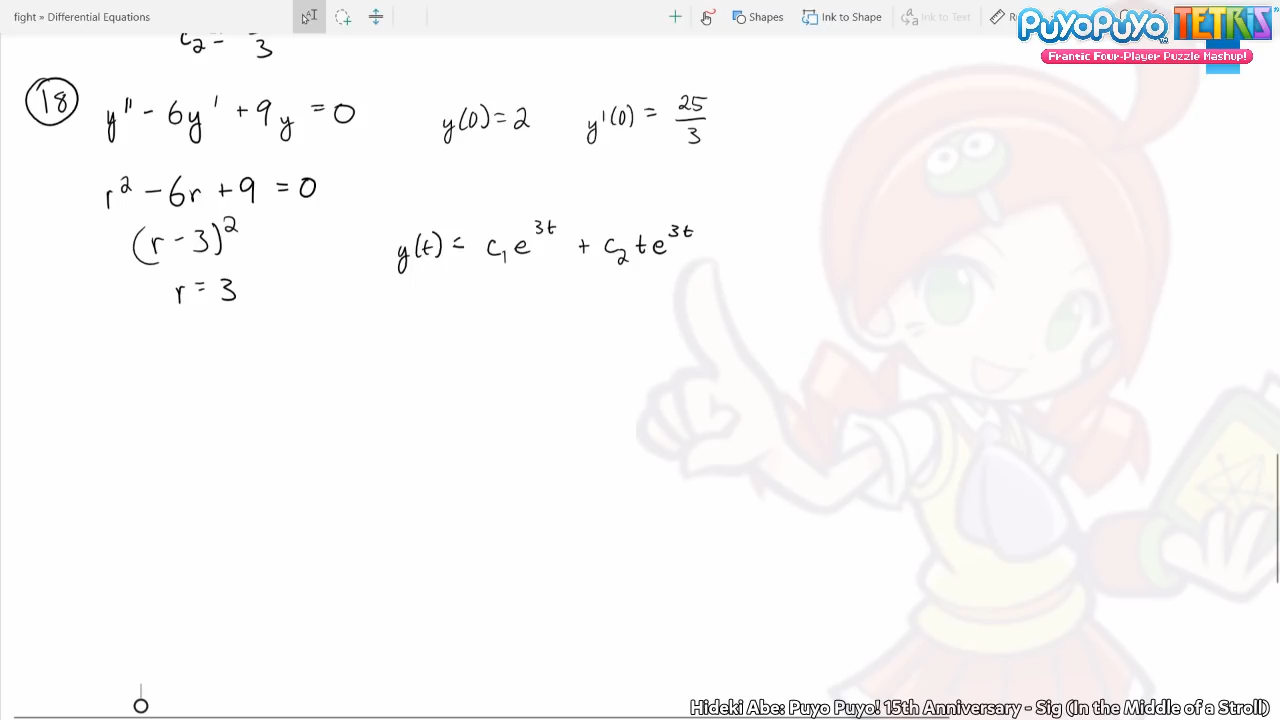 fight » Differential Equations
Shapes
Ink to Shape
Ink to Text
PuyoPuyo TETRIS
Frantic Four-Player Puzzle Mashup!
c₂ = 3
18
y'' - 6y' + 9y = 0 y(0) = 2 y'(0) = 25/3
r² - 6r + 9 = 0
(r - 3)²
y(t) = c₁e^3t + c₂te^3t
r = 3
Hideki Abe: Puyo Puyo! 15th Anniversary - Sig (In the Middle of a Stroll)